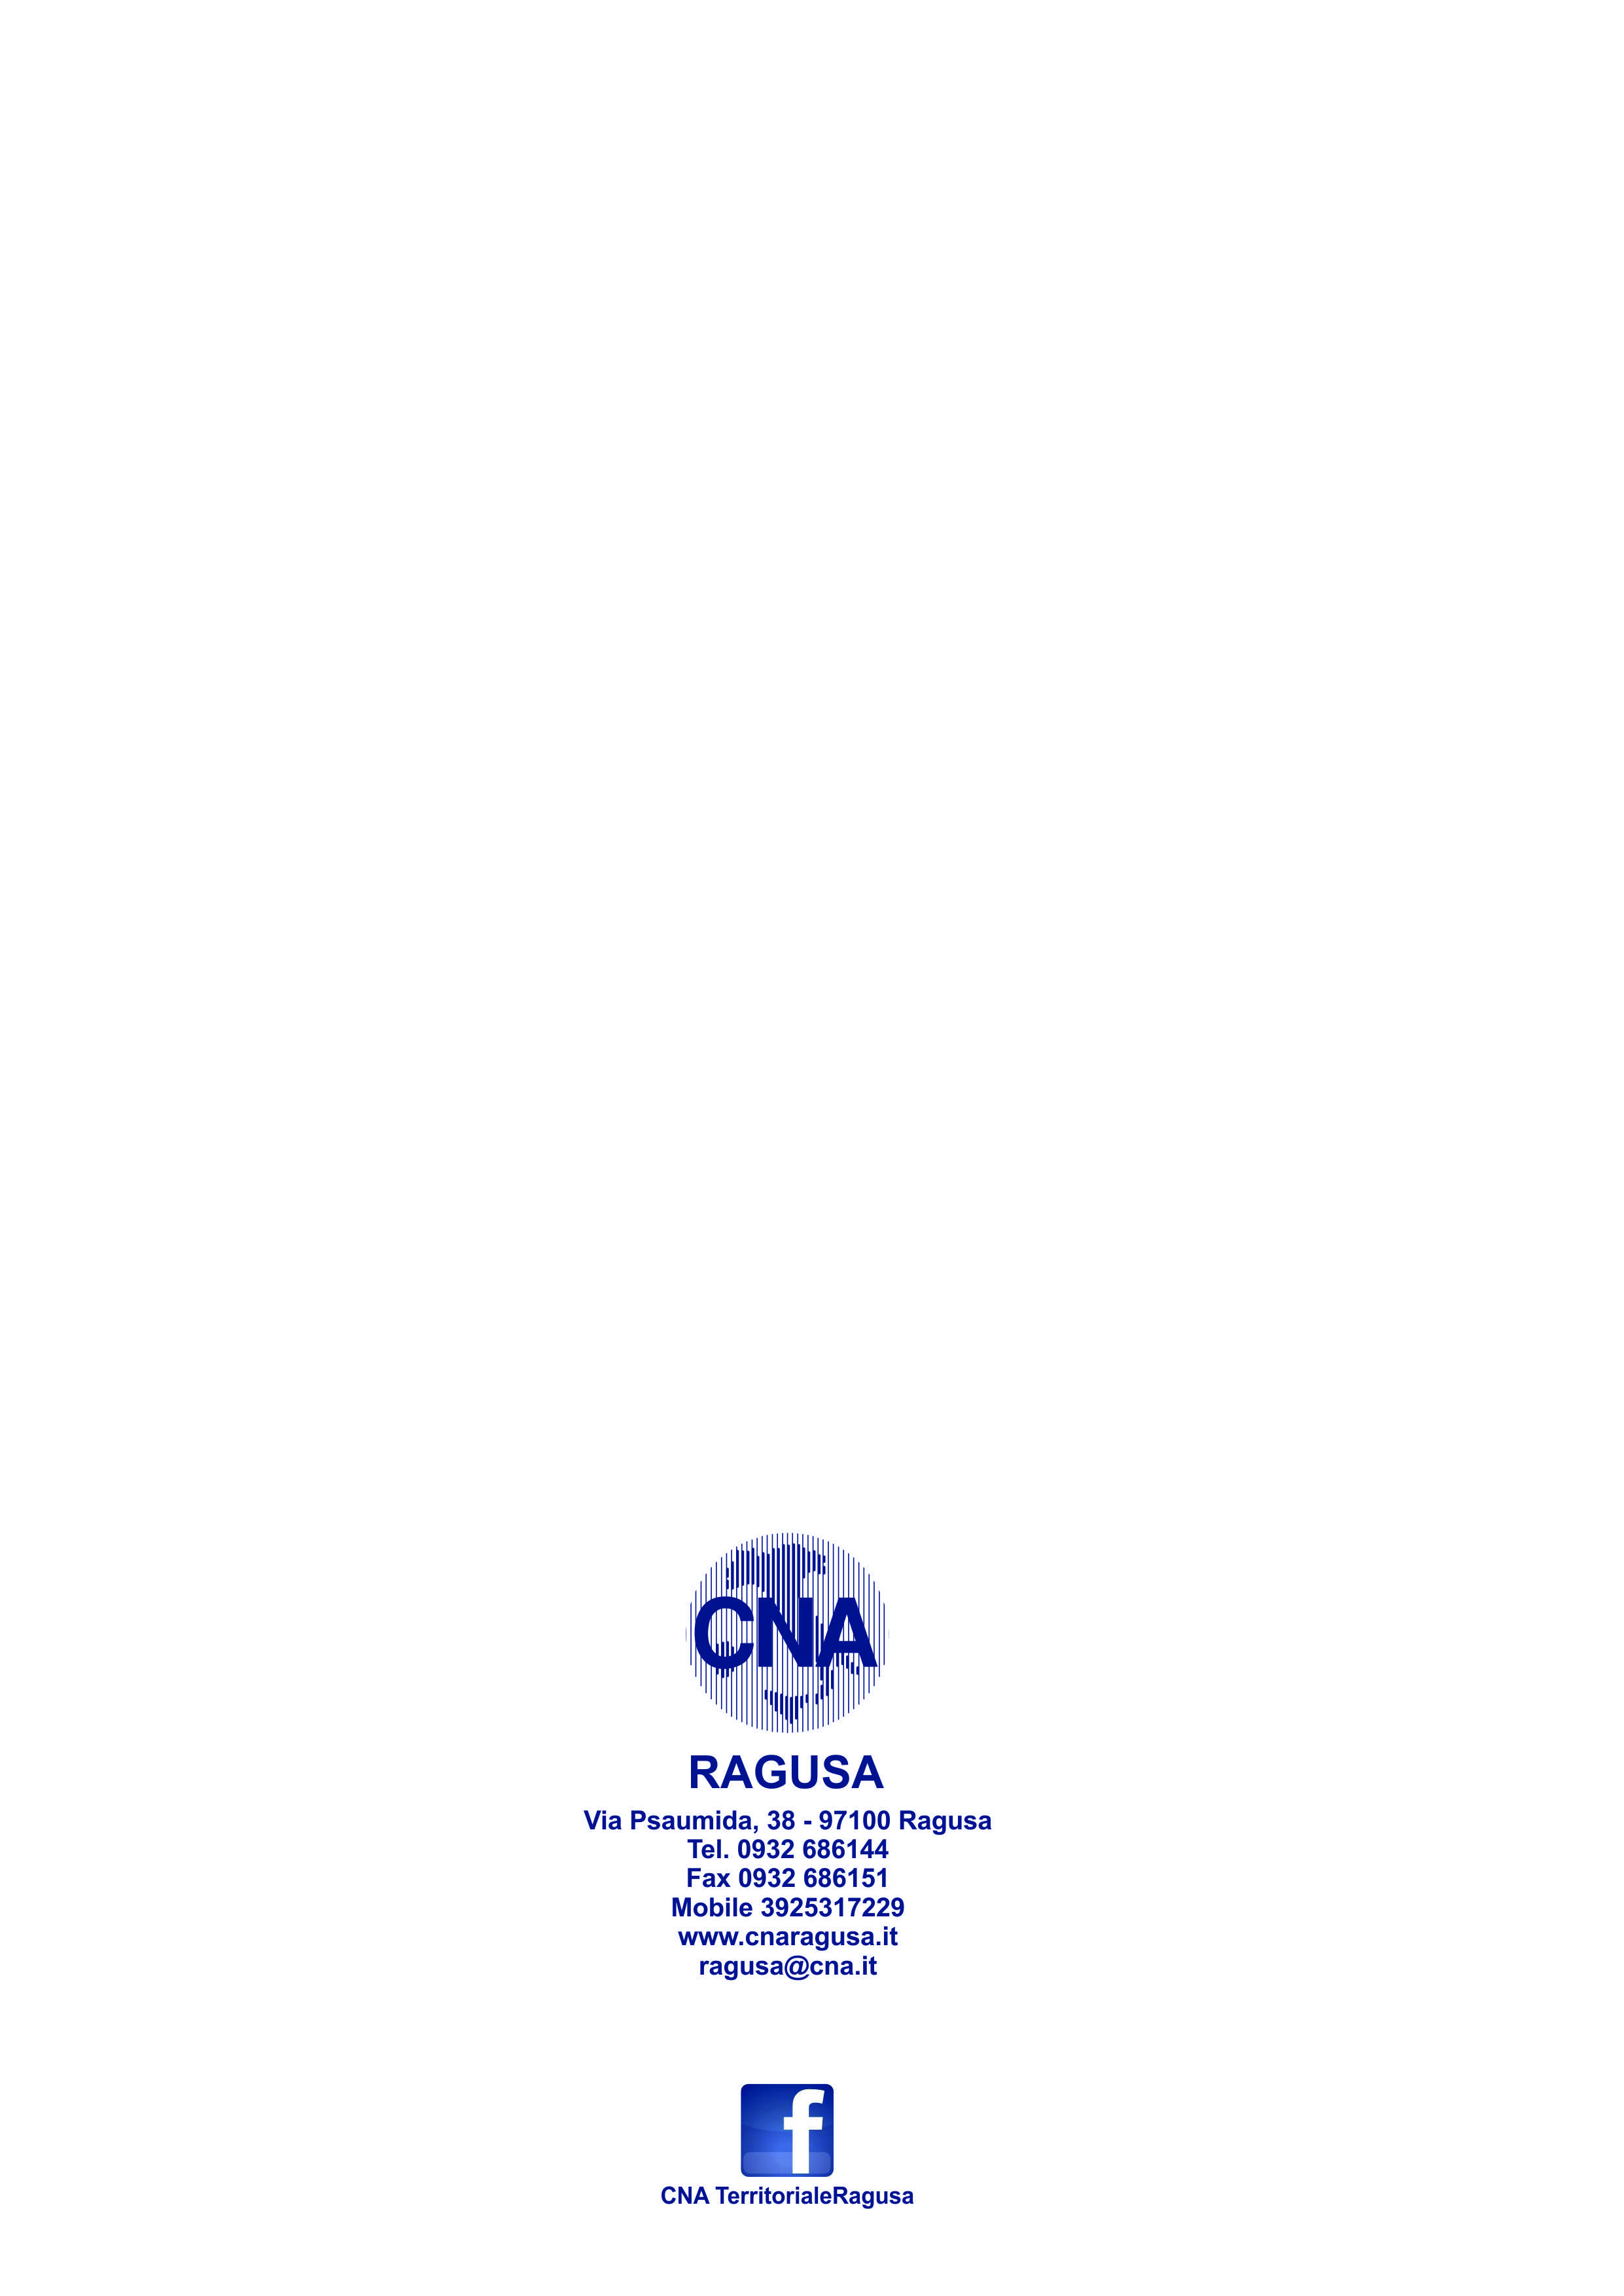 CNA
RAGUSA
Via Psaumida, 38 - 97100 Ragusa
Tel. 0932 686144
Fax 0932 686151
Mobile 3925317229
www.cnaragusa.it
ragusa@cna.it
f
CNA TerritorialeRagusa